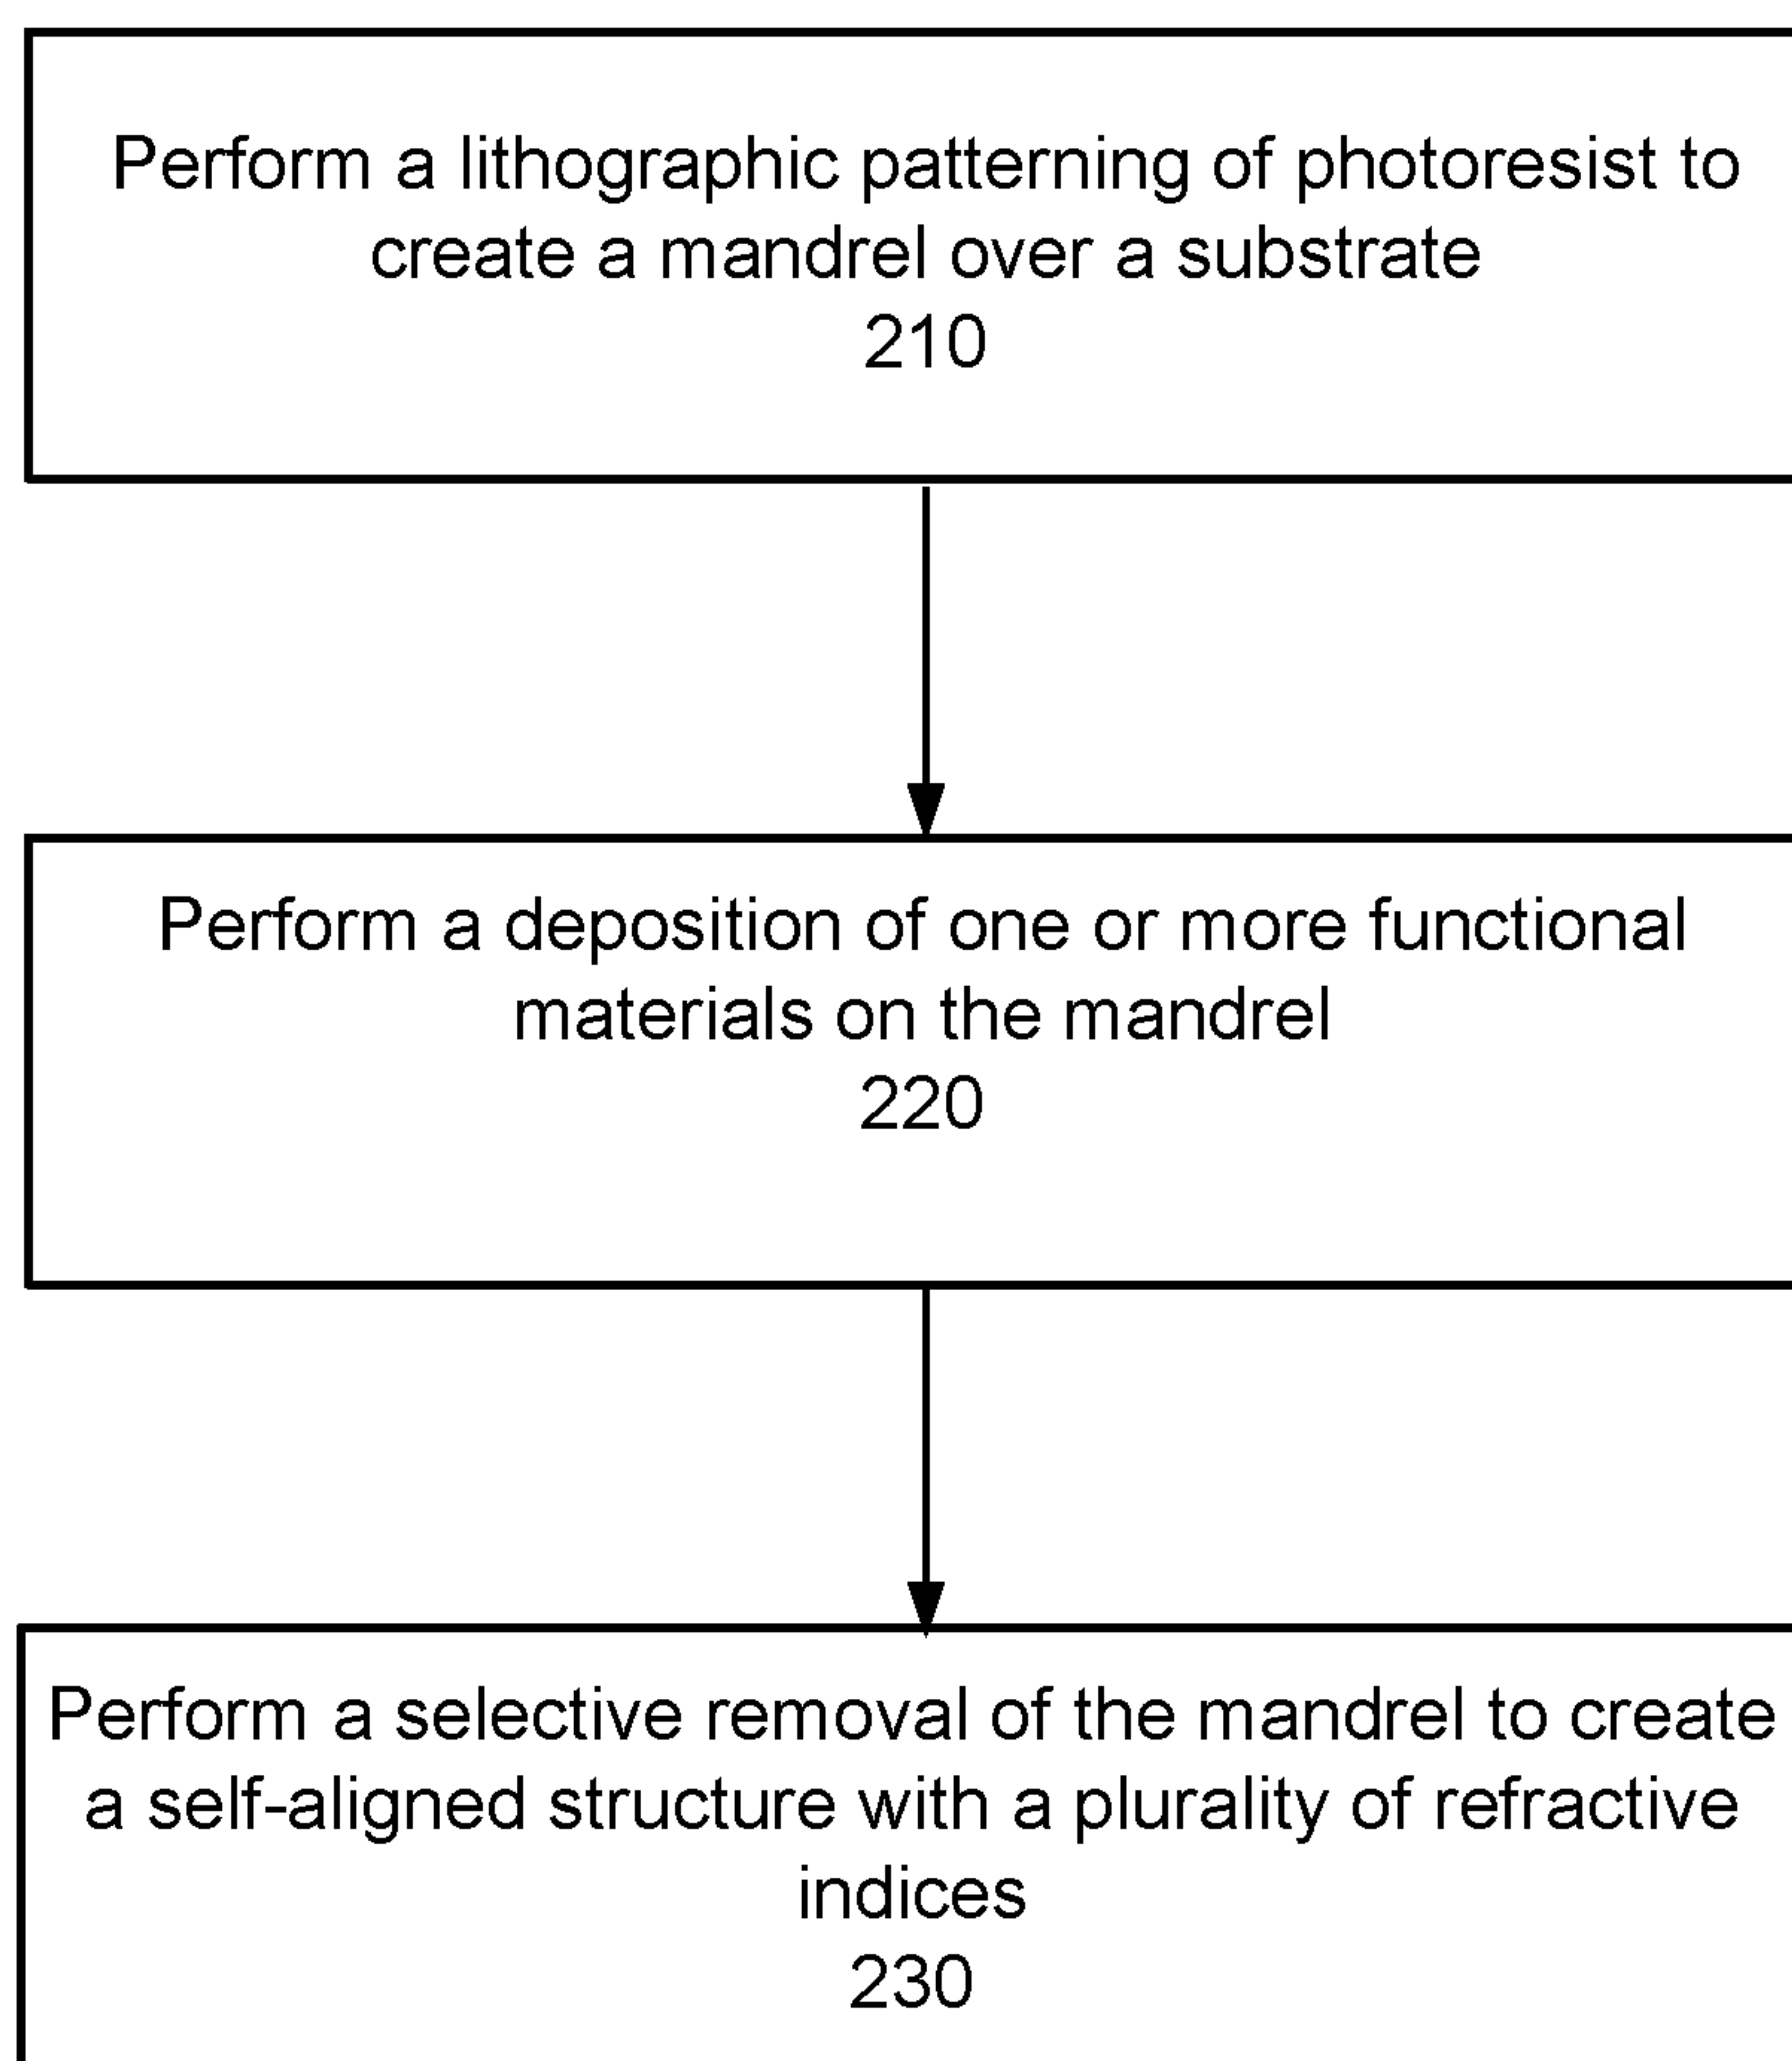 Perform a lithographic patterning of photoresist to
create a mandrel over a substrate
210
Perform a deposition of one or more functional
materials on the mandrel
220
Perform a selective removal of the mandrel to create
a self-aligned structure with a plurality of refractive
indices
230